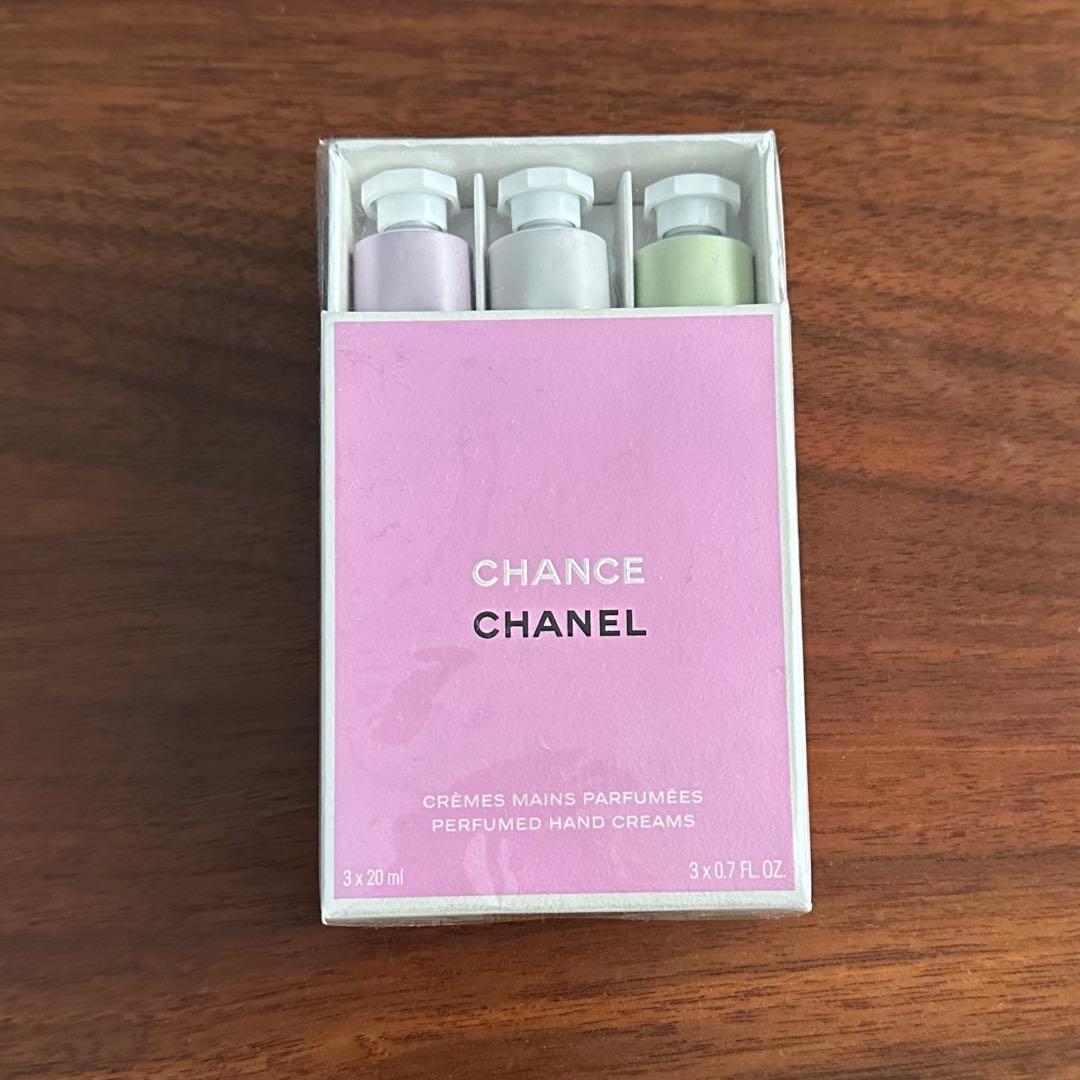 CHANCE
CHANEL
CRÈMES MAINS PARFUMÉES
PERFUMED HAND CREAMS
3 x 20 ml
3 x 0.7 FL. OZ.